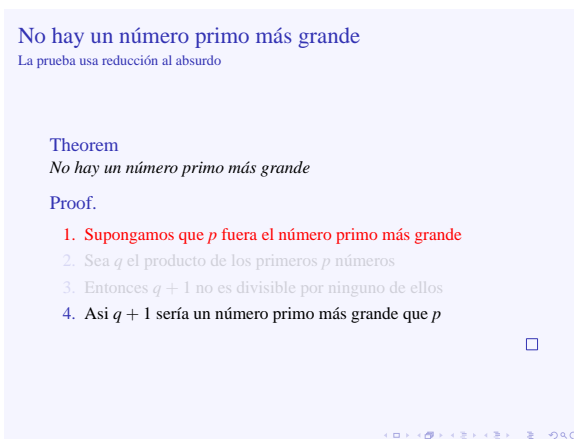 No hay un número primo más grande
La prueba usa reducción al absurdo
Theorem
No hay un número primo más grande
Proof.
1. Supongamos que p fuera el número primo más grande
2. Sea q el producto de los primeros p números
3. Entonces q + 1 no es divisible por ninguno de ellos
4. Asi q + 1 sería un número primo más grande que p